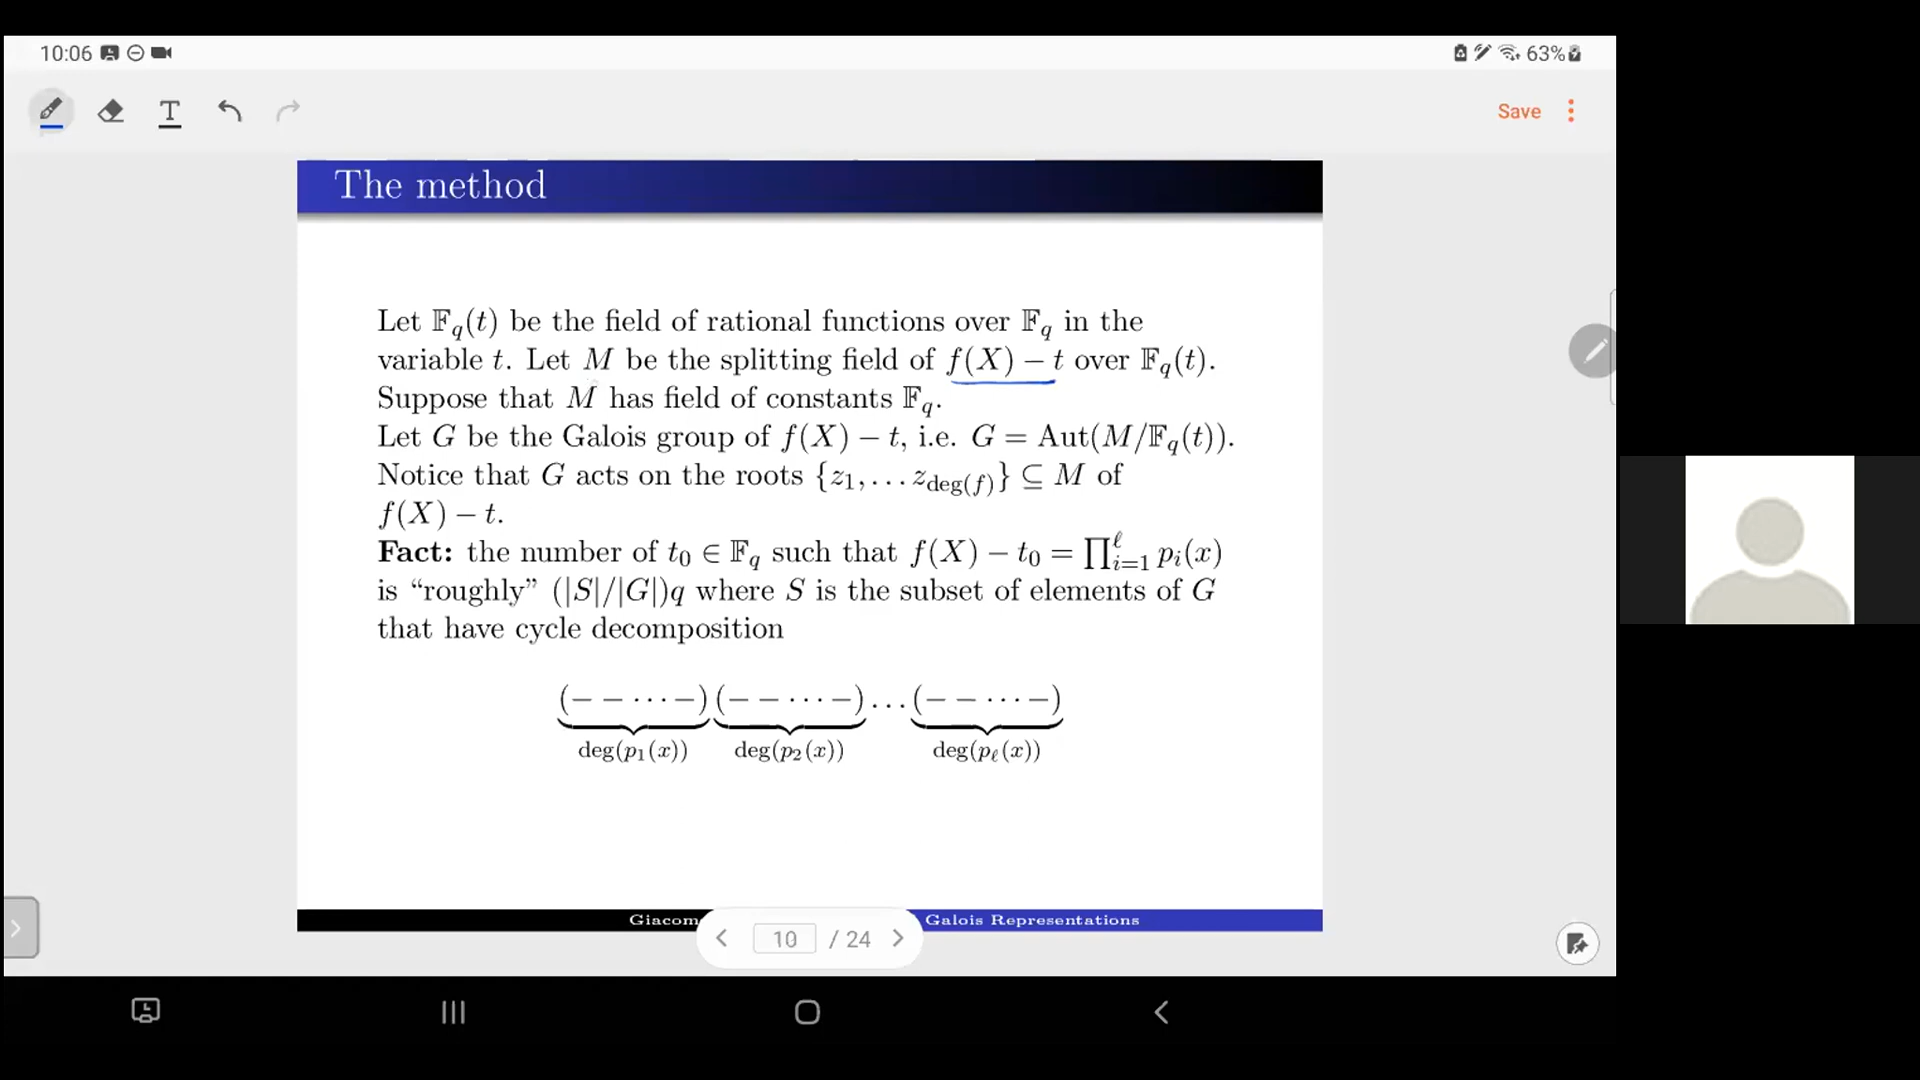 10:06
63%
T
Save
The method
Let 𝔽_q(t) be the field of rational functions over 𝔽_q in the
variable t. Let M be the splitting field of f(X) − t over 𝔽_q(t).
Suppose that M has field of constants 𝔽_q.
Let G be the Galois group of f(X) − t, i.e. G = Aut(M/𝔽_q(t)).
Notice that G acts on the roots {z_1, … z_{deg(f)}} ⊆ M of
f(X) − t.
Fact: the number of t_0 ∈ 𝔽_q such that f(X) − t_0 = ∏_{i=1}^ℓ p_i(x)
is “roughly” (|S|/|G|)q where S is the subset of elements of G
that have cycle decomposition
(− − ⋯ −)(− − ⋯ −) … (− − ⋯ −)
deg(p_1(x)) deg(p_2(x)) deg(p_ℓ(x))
Giacom Galois Representations
10 / 24